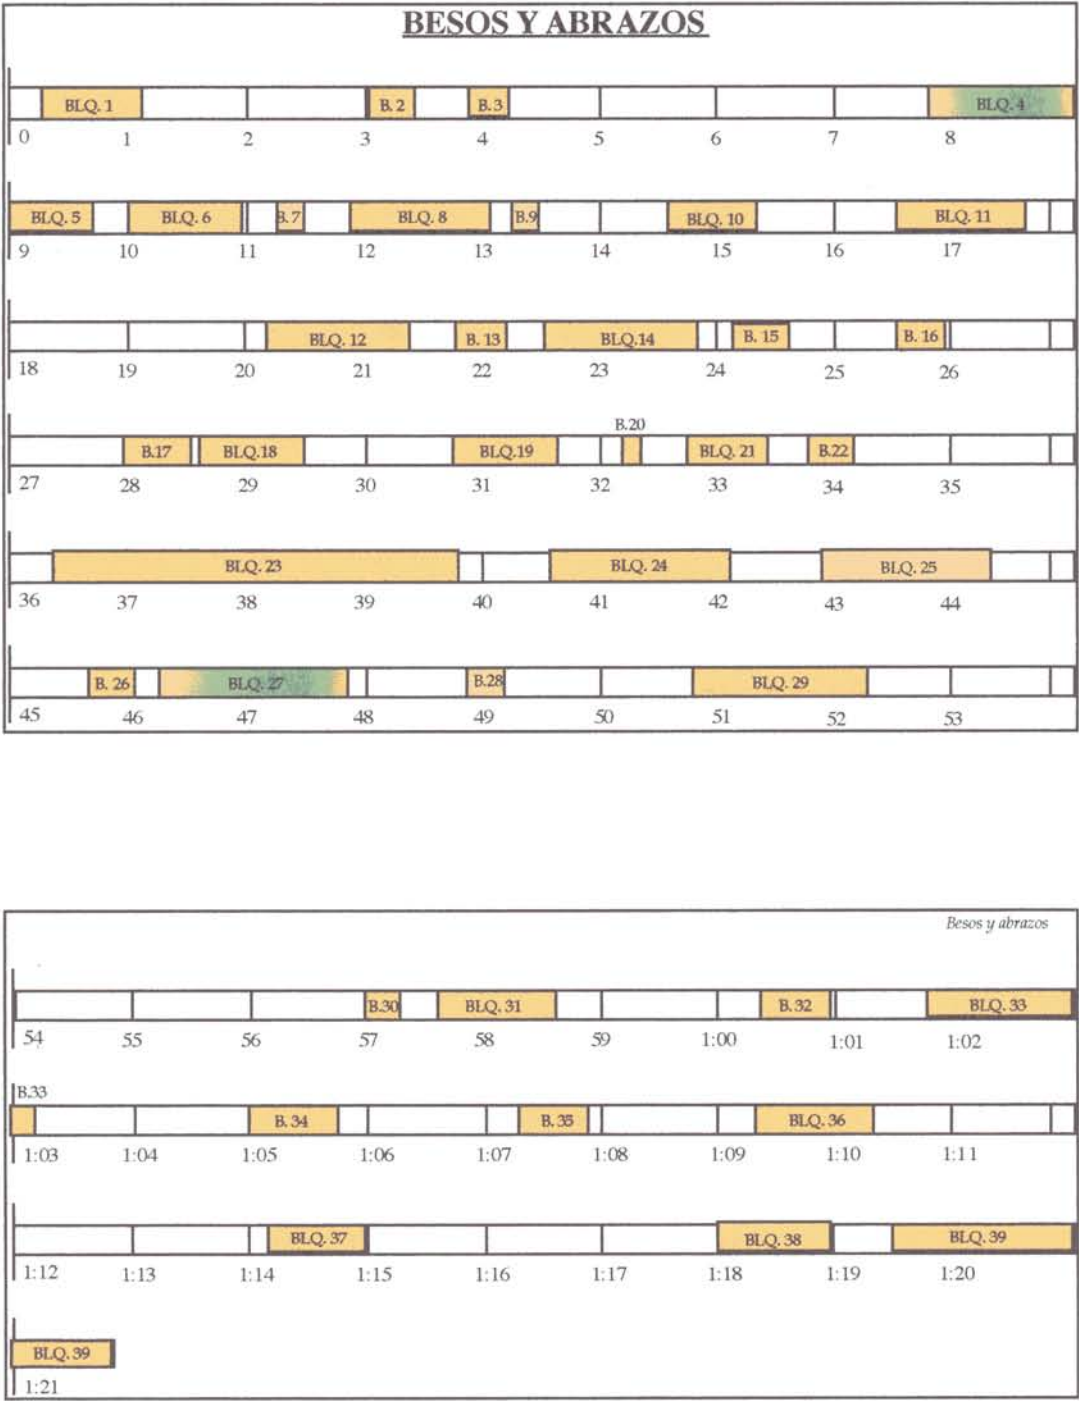 BESOS Y ABRAZOS
BLQ. 1 B. 2 B. 3 BLQ. 4
0 1 2 3 4 5 6 7 8
BLQ. 5 BLQ. 6 B. 7 BLQ. 8 B.9 BLQ. 10 BLQ. 11
9 10 11 12 13 14 15 16 17
BLQ. 12 B. 13 BLQ.14 B. 15 B. 16
18 19 20 21 22 23 24 25 26
B.20
B.17 BLQ.18 BLQ.19 BLQ. 21 B.22
27 28 29 30 31 32 33 34 35
BLQ. 23 BLQ. 24 BLQ. 25
36 37 38 39 40 41 42 43 44
B. 26 BLQ. 27 B.28 BLQ. 29
45 46 47 48 49 50 51 52 53
Besos y abrazos
B.30 BLQ. 31 B.32 BLQ. 33
54 55 56 57 58 59 1:00 1:01 1:02
B.33
B. 34 B. 35 BLQ. 36
1:03 1:04 1:05 1:06 1:07 1:08 1:09 1:10 1:11
BLQ. 37 BLQ. 38 BLQ. 39
1:12 1:13 1:14 1:15 1:16 1:17 1:18 1:19 1:20
BLQ. 39
1:21